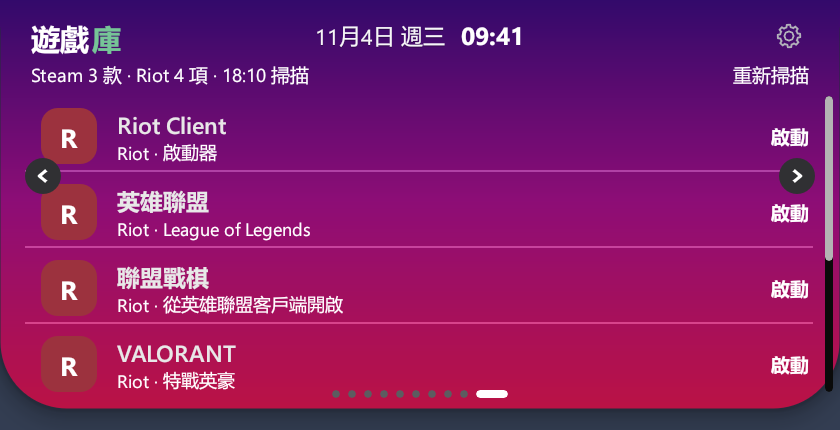 遊戲庫
11月4日 週三 09:41
Steam 3 款 · Riot 4 項 · 18:10 掃描
重新掃描
R
Riot Client
Riot · 啟動器
啟動
R
英雄聯盟
Riot · League of Legends
啟動
R
聯盟戰棋
Riot · 從英雄聯盟客戶端開啟
啟動
R
VALORANT
Riot · 特戰英豪
啟動